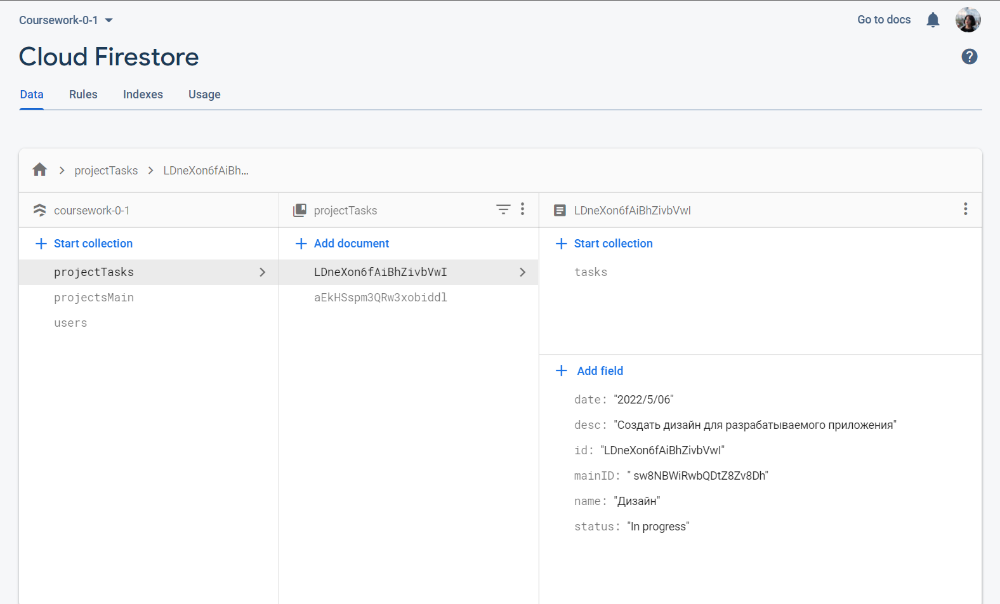 Coursework-0-1
Go to docs
Cloud Firestore
?
Data Rules Indexes Usage
projectTasks LDneXon6fAiBh...
coursework-0-1
projectTasks
LDneXon6fAiBhZivbVwI
+ Start collection
+ Add document
+ Start collection
projectTasks
LDneXon6fAiBhZivbVwI
tasks
projectsMain
aEkHSspm3QRw3xobiddl
users
+ Add field
date: "2022/5/06"
desc: "Создать дизайн для разрабатываемого приложения"
id: "LDneXon6fAiBhZivbVwI"
mainID: " sw8NBWiRwbQDtZ8Zv8Dh"
name: "Дизайн"
status: "In progress"